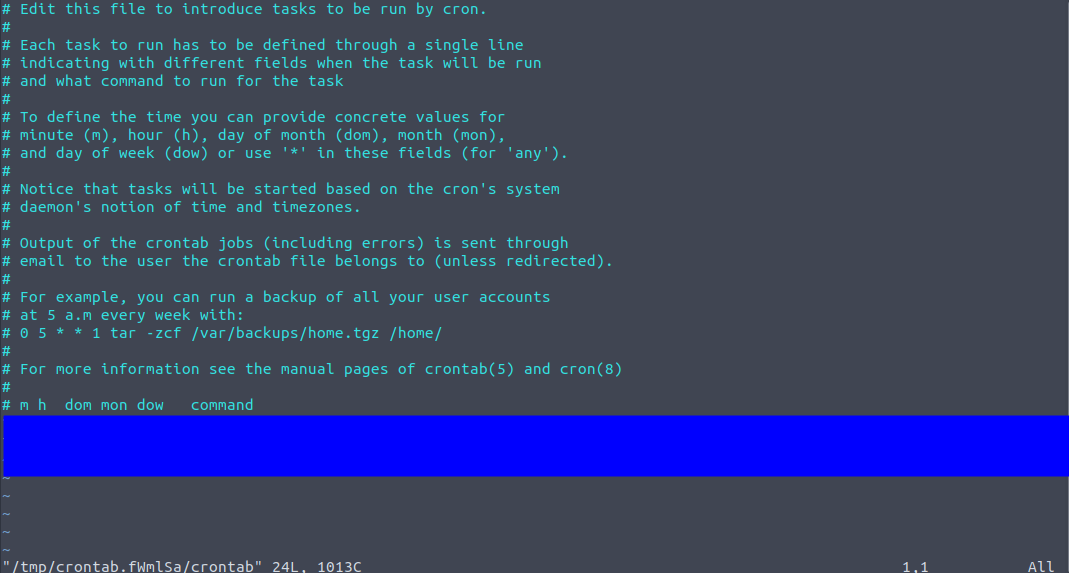 # Edit this file to introduce tasks to be run by cron.
#
# Each task to run has to be defined through a single line
# indicating with different fields when the task will be run
# and what command to run for the task
#
# To define the time you can provide concrete values for
# minute (m), hour (h), day of month (dom), month (mon),
# and day of week (dow) or use '*' in these fields (for 'any').
#
# Notice that tasks will be started based on the cron's system
# daemon's notion of time and timezones.
#
# Output of the crontab jobs (including errors) is sent through
# email to the user the crontab file belongs to (unless redirected).
#
# For example, you can run a backup of all your user accounts
# at 5 a.m every week with:
# 0 5 * * 1 tar -zcf /var/backups/home.tgz /home/
#
# For more information see the manual pages of crontab(5) and cron(8)
#
# m h  dom mon dow   command
~
~
~
~
~
"/tmp/crontab.fWmlSa/crontab" 24L, 1013C 1,1 All